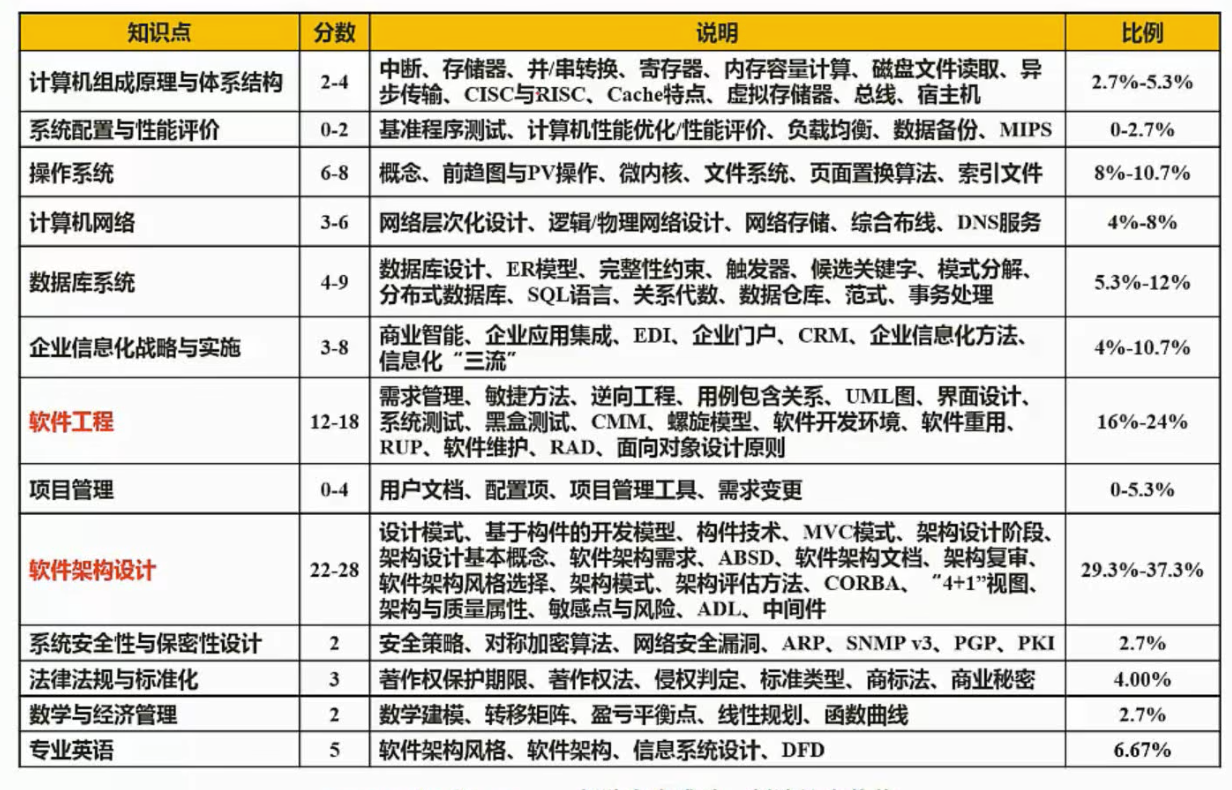 知识点 分数 说明 比例
计算机组成原理与体系结构 2-4 中断、存储器、并/串转换、寄存器、内存容量计算、磁盘文件读取、异 2.7%-5.3%
步传输、CISC与RISC、Cache特点、虚拟存储器、总线、宿主机
系统配置与性能评价 0-2 基准程序测试、计算机性能优化/性能评价、负载均衡、数据备份、MIPS 0-2.7%
操作系统 6-8 概念、前趋图与PV操作、微内核、文件系统、页面置换算法、索引文件 8%-10.7%
计算机网络 3-6 网络层次化设计、逻辑/物理网络设计、网络存储、综合布线、DNS服务 4%-8%
数据库系统 4-9 数据库设计、ER模型、完整性约束、触发器、候选关键字、模式分解、 5.3%-12%
分布式数据库、SQL语言、关系代数、数据仓库、范式、事务处理
企业信息化战略与实施 3-8 商业智能、企业应用集成、EDI、企业门户、CRM、企业信息化方法、 4%-10.7%
信息化“三流”
软件工程 12-18 需求管理、敏捷方法、逆向工程、用例包含关系、UML图、界面设计、 16%-24%
系统测试、黑盒测试、CMM、螺旋模型、软件开发环境、软件重用、
RUP、软件维护、RAD、面向对象设计原则
项目管理 0-4 用户文档、配置项、项目管理工具、需求变更 0-5.3%
软件架构设计 22-28 设计模式、基于构件的开发模型、构件技术、MVC模式、架构设计阶段、 29.3%-37.3%
架构设计基本概念、软件架构需求、ABSD、软件架构文档、架构复审、
软件架构风格选择、架构模式、架构评估方法、CORBA、“4+1”视图、
架构与质量属性、敏感点与风险、ADL、中间件
系统安全性与保密性设计 2 安全策略、对称加密算法、网络安全漏洞、ARP、SNMP v3、PGP、PKI 2.7%
法律法规与标准化 3 著作权保护期限、著作权法、侵权判定、标准类型、商标法、商业秘密 4.00%
数学与经济管理 2 数学建模、转移矩阵、盈亏平衡点、线性规划、函数曲线 2.7%
专业英语 5 软件架构风格、软件架构、信息系统设计、DFD 6.67%